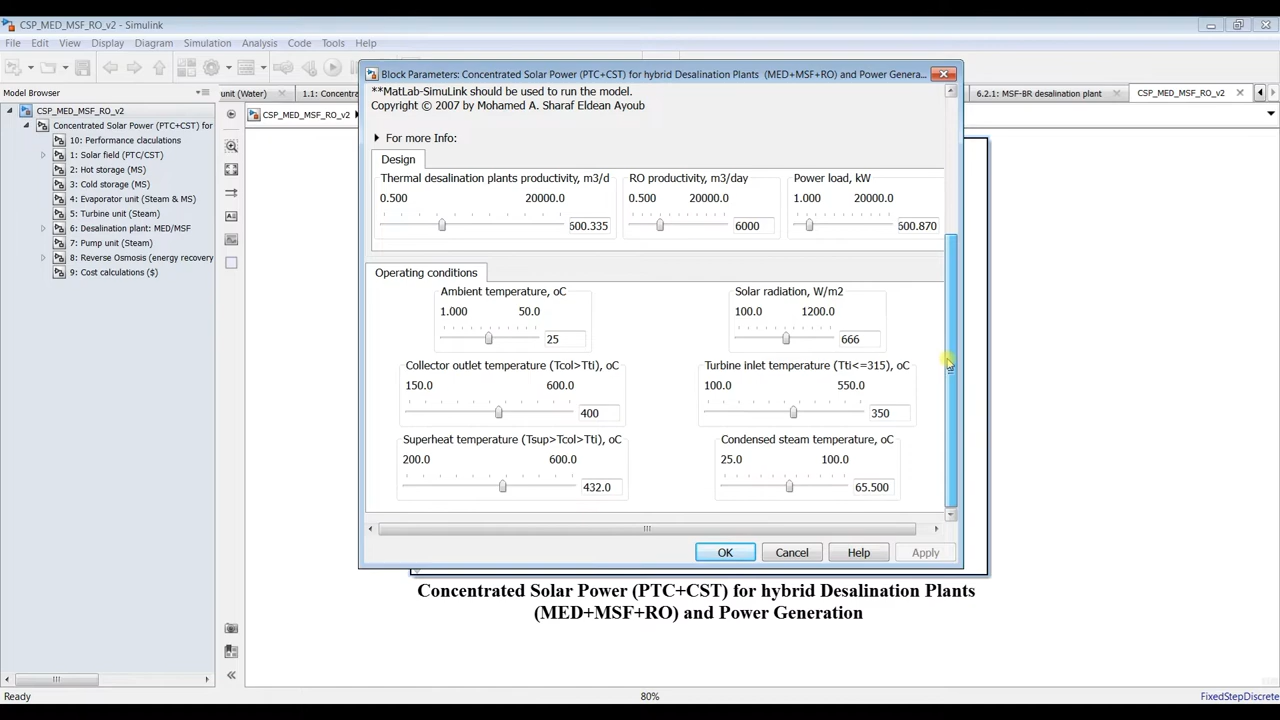 CSP_MED_MSF_RO_v2 - Simulink
File Edit View Display Diagram Simulation Analysis Code Tools Help
Model Browser
unit (Water)
1.1: Concentra
6.2.1: MSF-BR desalination plant
CSP_MED_MSF_RO_v2
CSP_MED_MSF_RO_v2
CSP_MED_MSF_RO_v2
Concentrated Solar Power (PTC+CST) for
10: Performance claculations
1: Solar field (PTC/CST)
2: Hot storage (MS)
3: Cold storage (MS)
4: Evaporator unit (Steam & MS)
5: Turbine unit (Steam)
6: Desalination plant: MED/MSF
7: Pump unit (Steam)
8: Reverse Osmosis (energy recovery
9: Cost calculations ($)
Block Parameters: Concentrated Solar Power (PTC+CST) for hybrid Desalination Plants (MED+MSF+RO) and Power Genera...
**MatLab-SimuLink should be used to run the model.
Copyright © 2007 by Mohamed A. Sharaf Eldean Ayoub
For more Info:
Design
Thermal desalination plants productivity, m3/d
0.500 20000.0
600.335
RO productivity, m3/day
0.500 20000.0
6000
Power load, kW
1.000 20000.0
600.870
Operating conditions
Ambient temperature, oC
1.000 50.0
25
Solar radiation, W/m2
100.0 1200.0
666
Collector outlet temperature (Tcol>Tti), oC
150.0 600.0
400
Turbine inlet temperature (Tti<=315), oC
100.0 550.0
350
Superheat temperature (Tsup>Tcol>Tti), oC
200.0 600.0
432.0
Condensed steam temperature, oC
25.0 100.0
65.500
OK Cancel Help Apply
Concentrated Solar Power (PTC+CST) for hybrid Desalination Plants
(MED+MSF+RO) and Power Generation
Ready
80%
FixedStepDiscrete